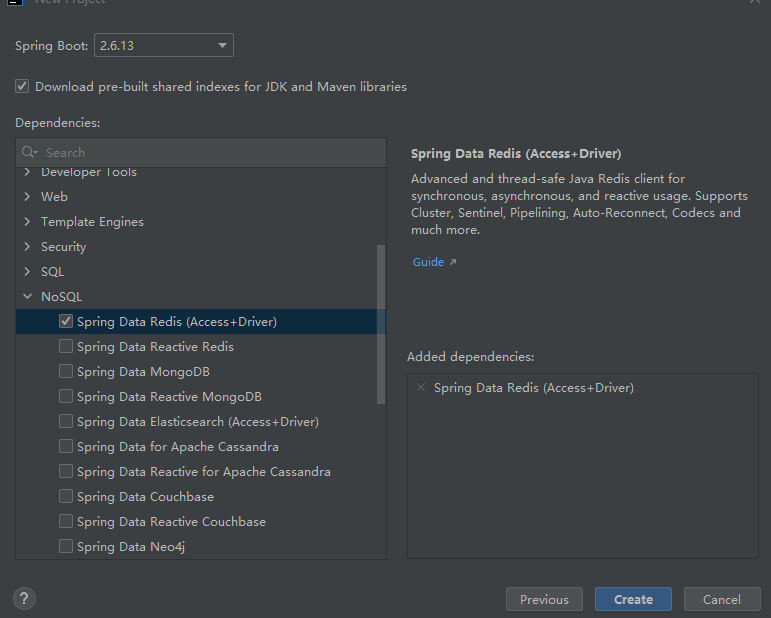 New Project
Spring Boot: 2.6.13
Download pre-built shared indexes for JDK and Maven libraries
Dependencies:
Search
Developer Tools
Web
Template Engines
Security
SQL
NoSQL
Spring Data Redis (Access+Driver)
Spring Data Reactive Redis
Spring Data MongoDB
Spring Data Reactive MongoDB
Spring Data Elasticsearch (Access+Driver)
Spring Data for Apache Cassandra
Spring Data Reactive for Apache Cassandra
Spring Data Couchbase
Spring Data Reactive Couchbase
Spring Data Neo4j
Spring Data Redis (Access+Driver)
Advanced and thread-safe Java Redis client for
synchronous, asynchronous, and reactive usage. Supports
Cluster, Sentinel, Pipelining, Auto-Reconnect, Codecs and
much more.
Guide ↗
Added dependencies:
× Spring Data Redis (Access+Driver)
?
Previous
Create
Cancel